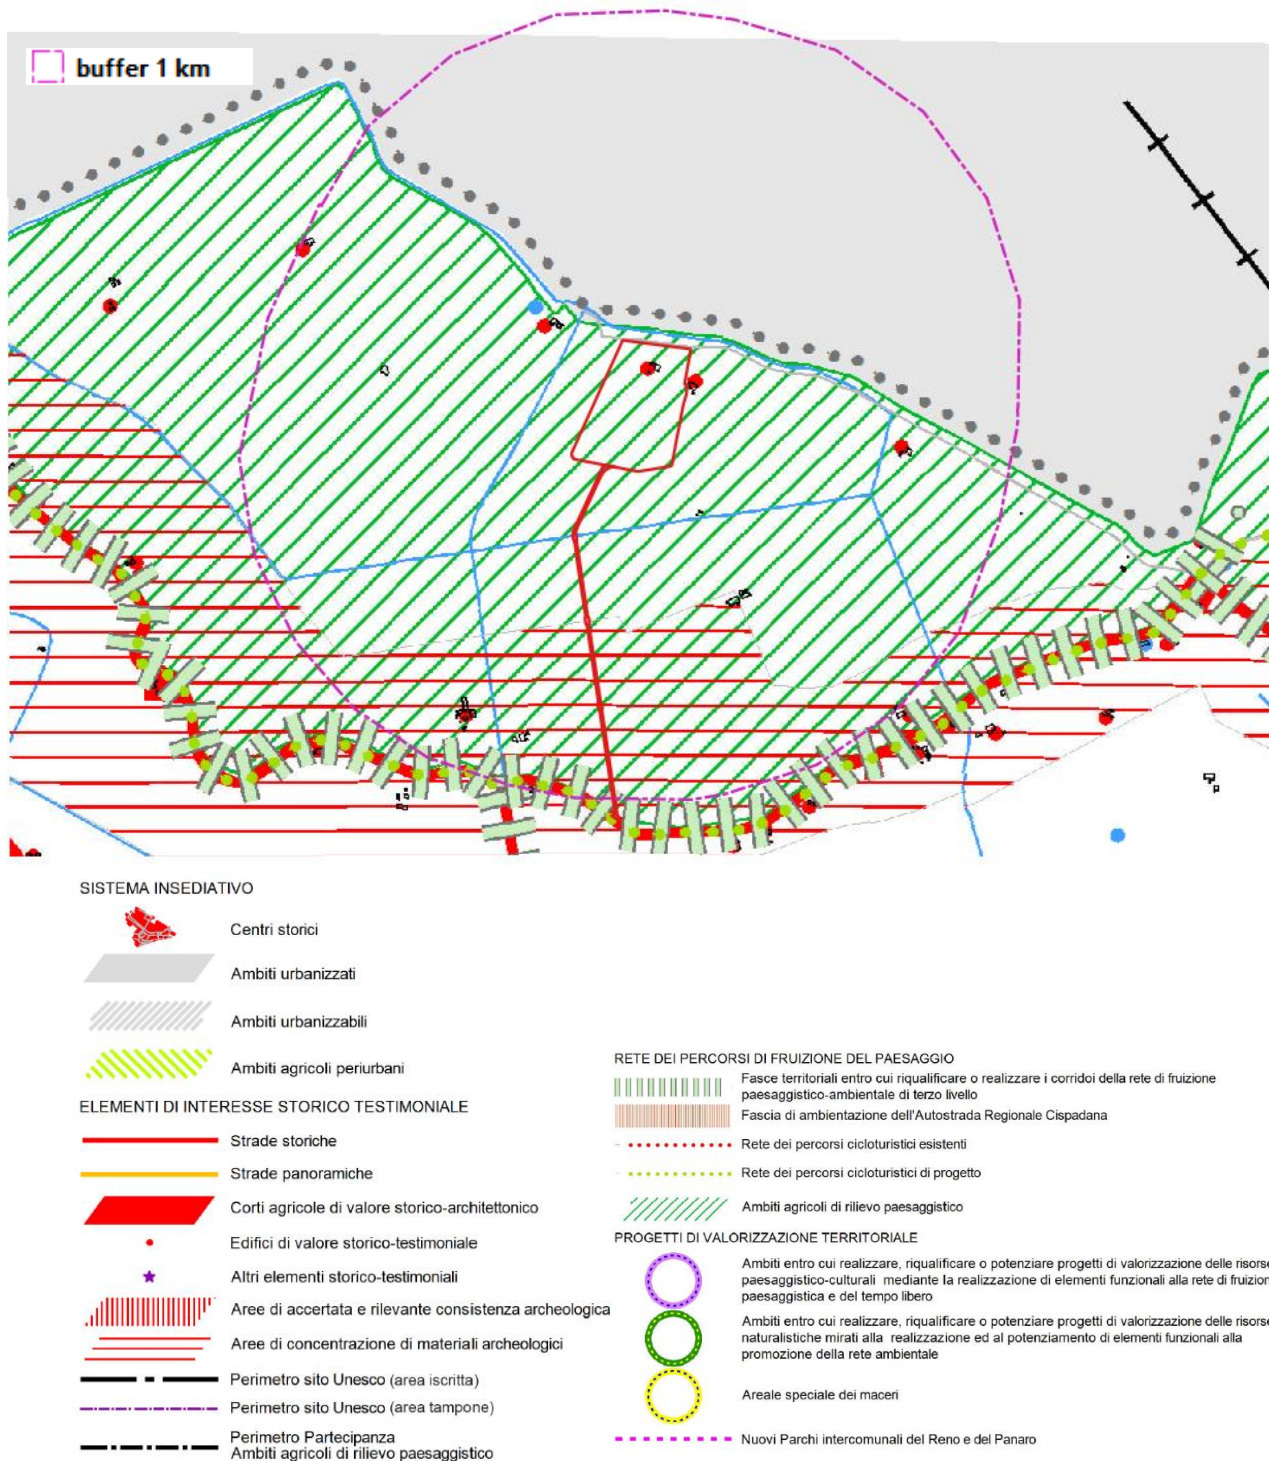 buffer 1 km
SISTEMA INSEDIATIVO
Centri storici
Ambiti urbanizzati
Ambiti urbanizzabili
Ambiti agricoli periurbani
ELEMENTI DI INTERESSE STORICO TESTIMONIALE
Strade storiche
Strade panoramiche
Corti agricole di valore storico-architettonico
Edifici di valore storico-testimoniale
Altri elementi storico-testimoniali
Aree di accertata e rilevante consistenza archeologica
Aree di concentrazione di materiali archeologici
Perimetro sito Unesco (area iscritta)
Perimetro sito Unesco (area tampone)
Perimetro Partecipanza
Ambiti agricoli di rilievo paesaggistico
RETE DEI PERCORSI DI FRUIZIONE DEL PAESAGGIO
Fasce territoriali entro cui riqualificare o realizzare i corridoi della rete di fruizione
paesaggistico-ambientale di terzo livello
Fascia di ambientazione dell'Autostrada Regionale Cispadana
Rete dei percorsi cicloturistici esistenti
Rete dei percorsi cicloturistici di progetto
Ambiti agricoli di rilievo paesaggistico
PROGETTI DI VALORIZZAZIONE TERRITORIALE
Ambiti entro cui realizzare, riqualificare o potenziare progetti di valorizzazione delle risorse
paesaggistico-culturali mediante la realizzazione di elementi funzionali alla rete di fruizion
paesaggistica e del tempo libero
Ambiti entro cui realizzare, riqualificare o potenziare progetti di valorizzazione delle risorse
naturalistiche mirati alla realizzazione ed al potenziamento di elementi funzionali alla
promozione della rete ambientale
Areale speciale dei maceri
Nuovi Parchi intercomunali del Reno e del Panaro